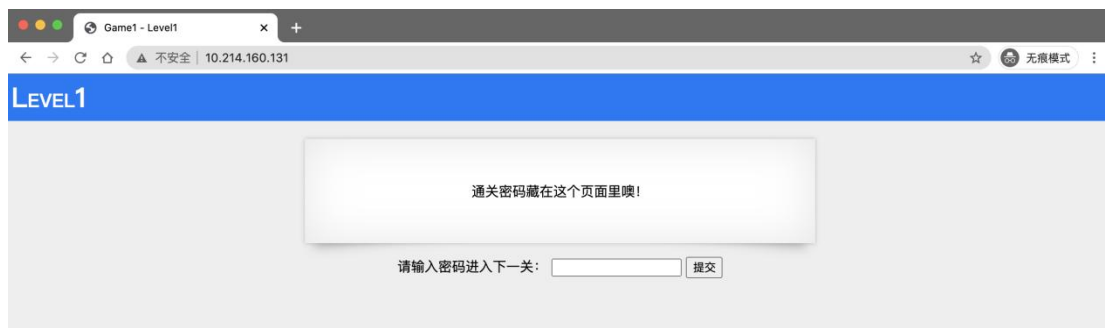 Game1 - Level1
不安全 | 10.214.160.131
无痕模式
LEVEL1
通关密码藏在这个页面里噢!
请输入密码进入下一关:
提交